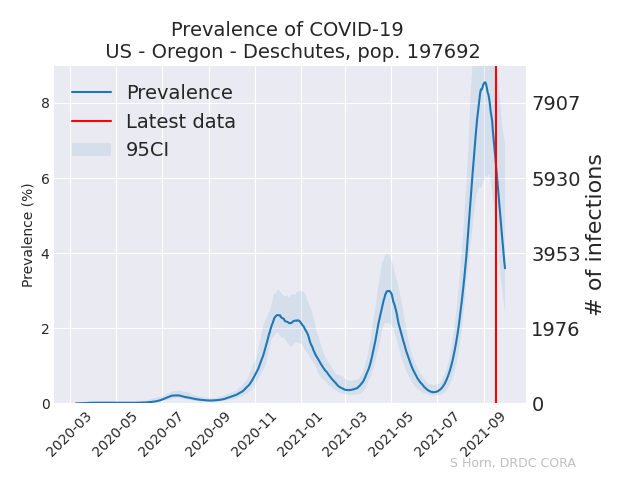 Prevalence of COVID-19
US - Oregon - Deschutes, pop. 197692
Prevalence
Latest data
95CI
Prevalence (%)
8
6
4
2
0
7907
5930
3953
1976
0
# of infections
2020-03
2020-05
2020-07
2020-09
2020-11
2021-01
2021-03
2021-05
2021-07
2021-09
S Horn, DRDC CORA